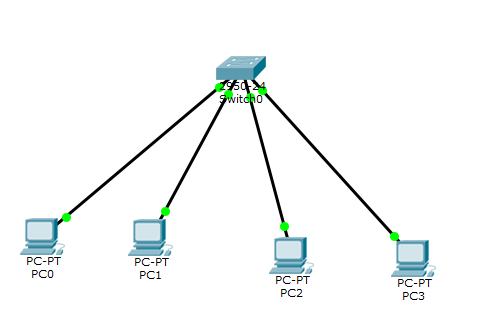 2950-24
Switch0
PC-PT
PC0
PC-PT
PC1
PC-PT
PC2
PC-PT
PC3